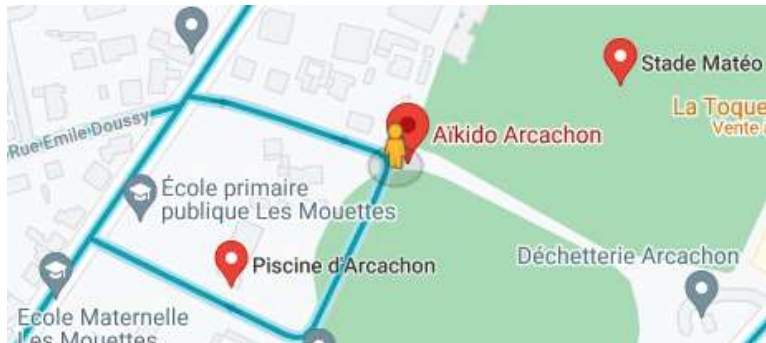 Stade Matéo
La Toque
Vente a
Aïkido Arcachon
Rue Emile Doussy
École primaire
publique Les Mouettes
Piscine d'Arcachon
Déchetterie Arcachon
Ecole Maternelle
Les Mouettes